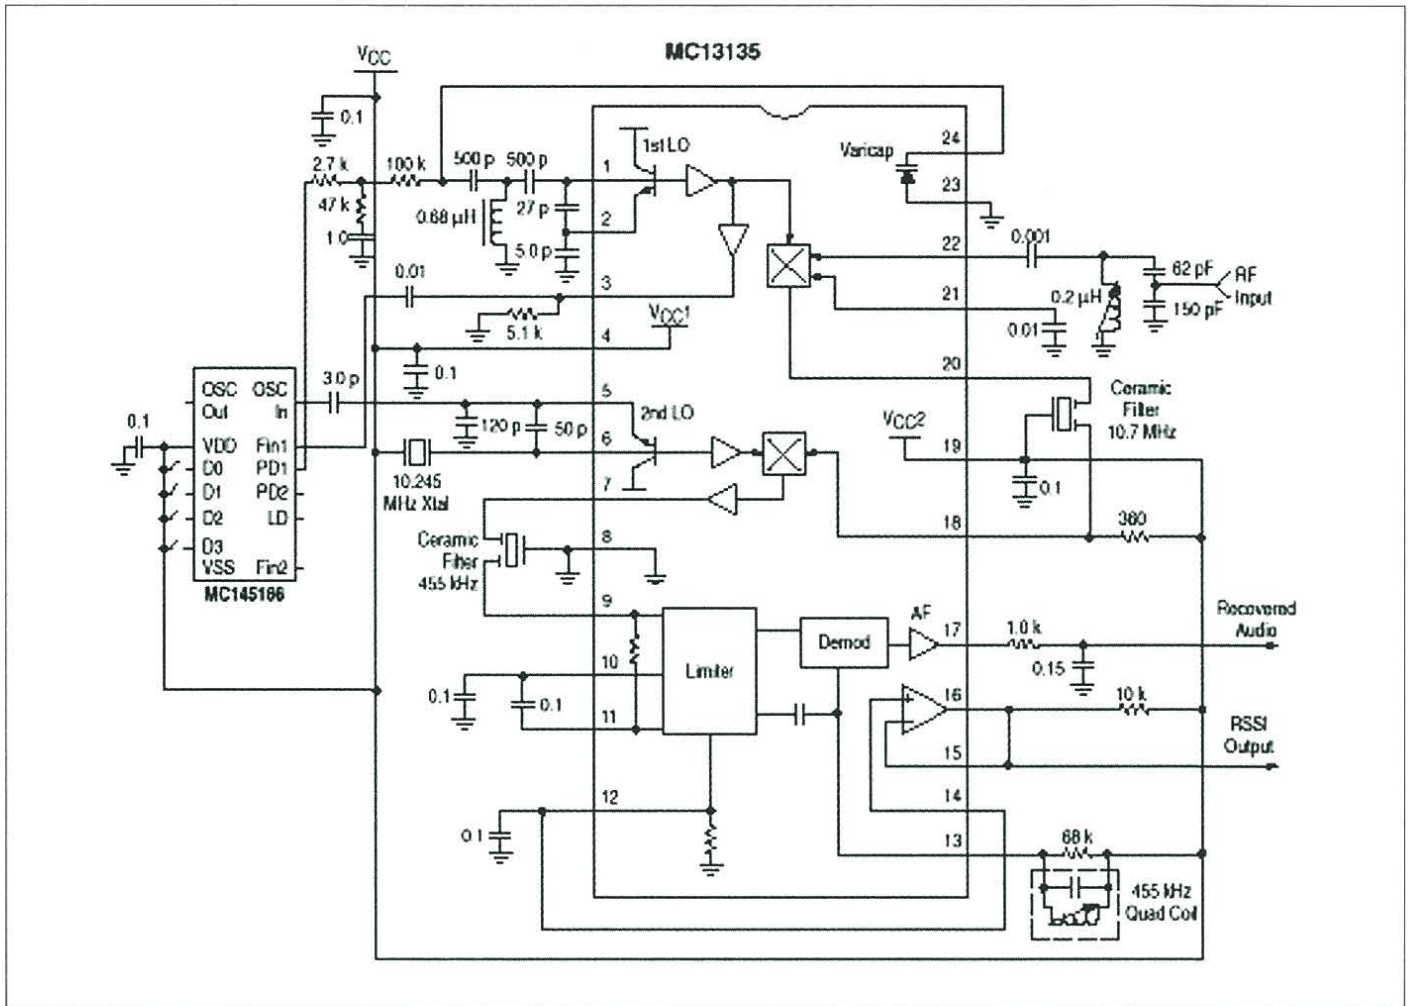 MC13135
VCC
0.1
2.7 k
100 k
500 p
500 p
47 k
1.0
0.68 µH
27 p
5.0 p
0.01
5.1 k
1
2
3
4
5
6
7
8
9
10
11
12
1st LO
VCC1
0.1
3.0 p
120 p
50 p
2nd LO
10.245
MHz Xtal
0.1
OSC
Out
OSC
In
VDD
Fin1
D0
PD1
D1
PD2
D2
LD
D3
VSS
Fin2
MC145166
Ceramic
Filter
455 kHz
0.1
0.1
0.1
Limiter
Demod
AF
Varicap
24
23
22
21
20
19
18
17
16
15
14
13
0.001
62 pF
RF
Input
0.2 µH
150 pF
0.01
Ceramic
Filter
10.7 MHz
VCC2
0.1
360
1.0 k
Recovered
Audio
0.15
+
−
10 k
RSSI
Output
68 k
455 kHz
Quad Coil